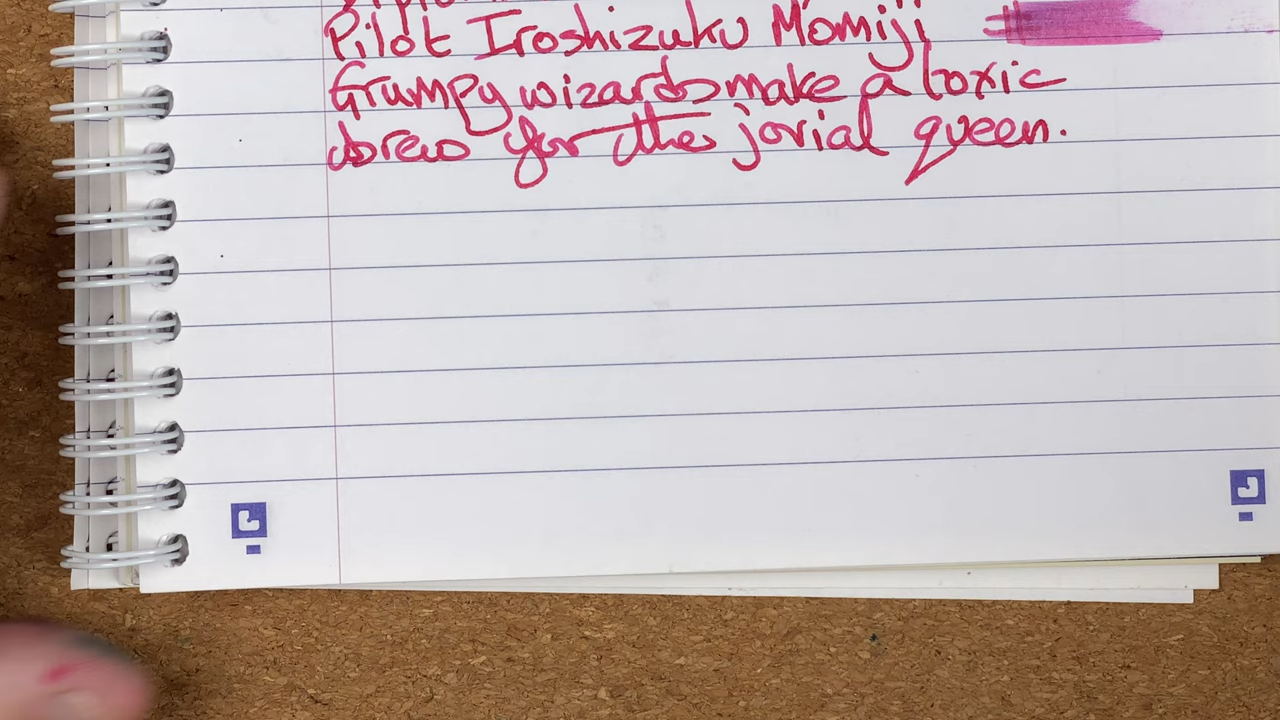 Pilot Iroshizuku Momiji
Grumpy wizards make a toxic
brew for the jovial queen.